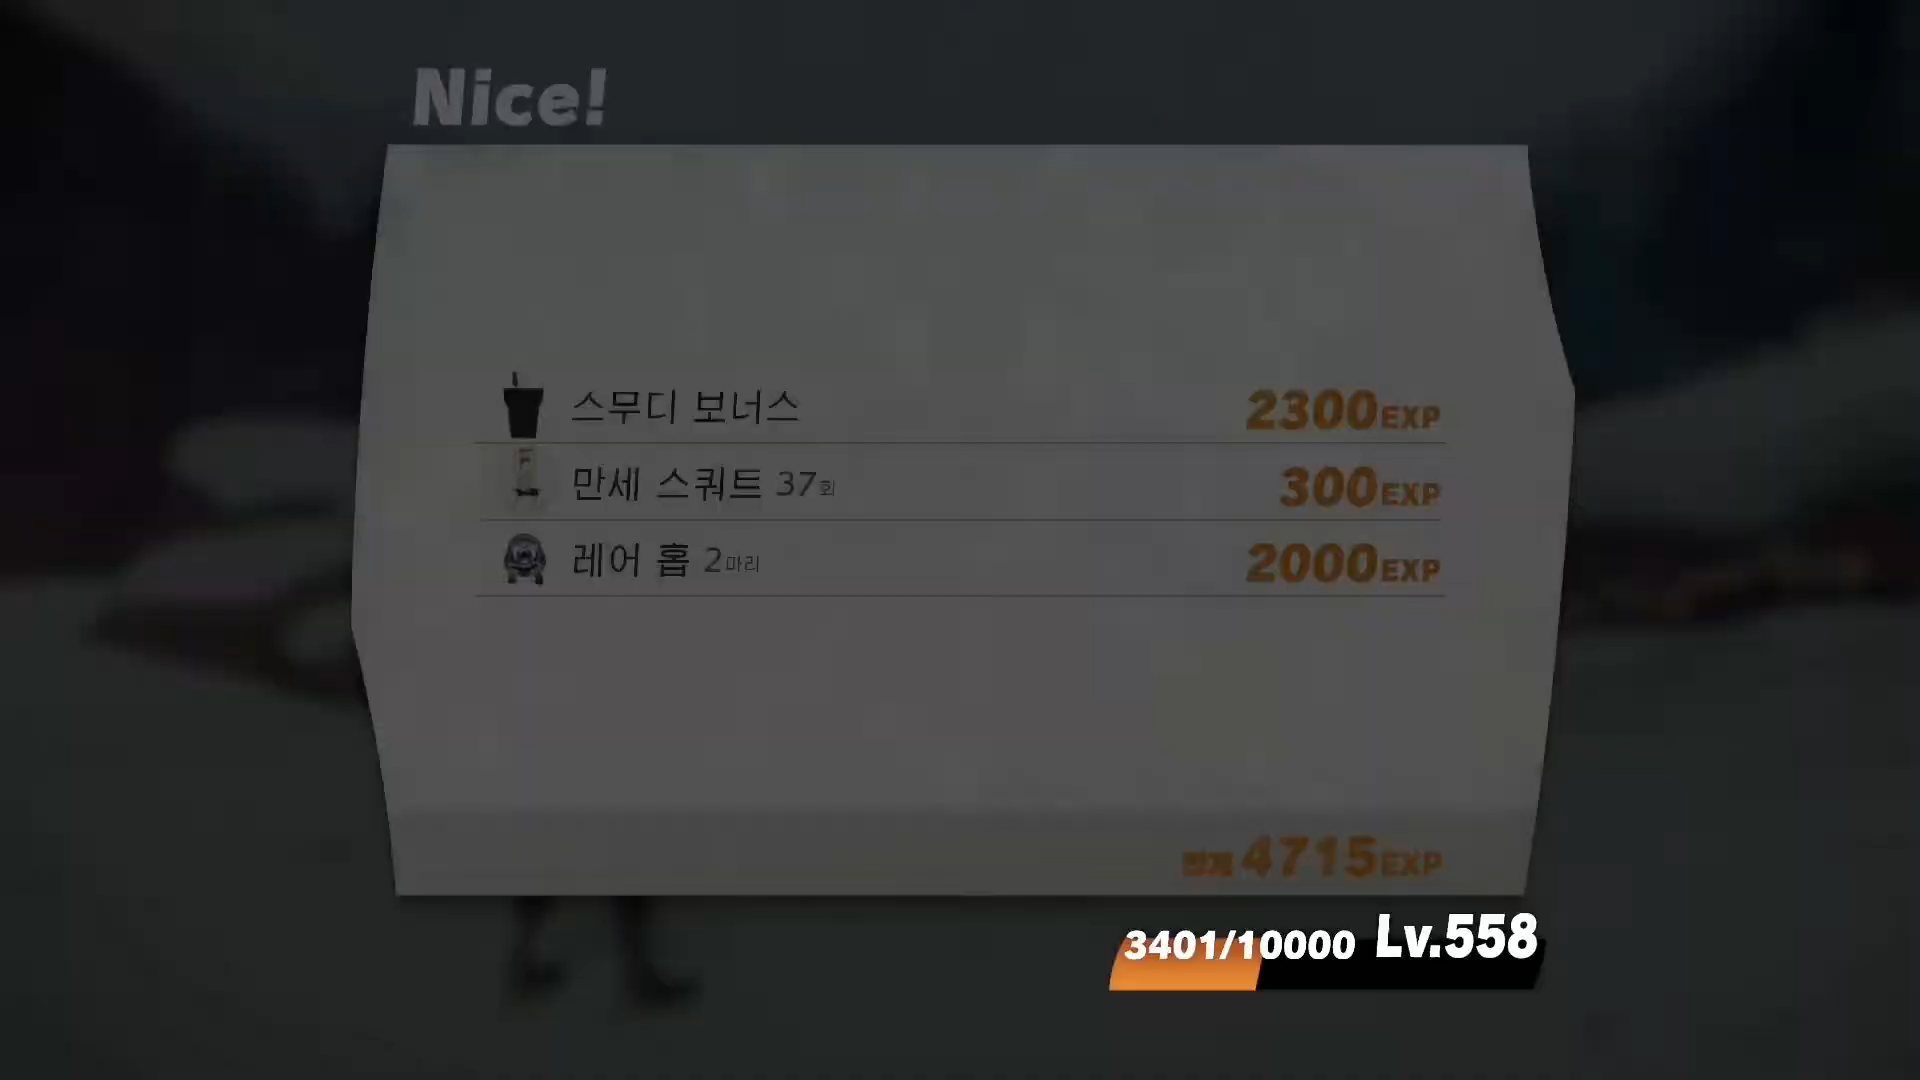 Nice!
스무디 보너스 2300EXP
만세 스쿼트 37회 300EXP
레어 홉 2마리 2000EXP
4715EXP
3401/10000 Lv.558